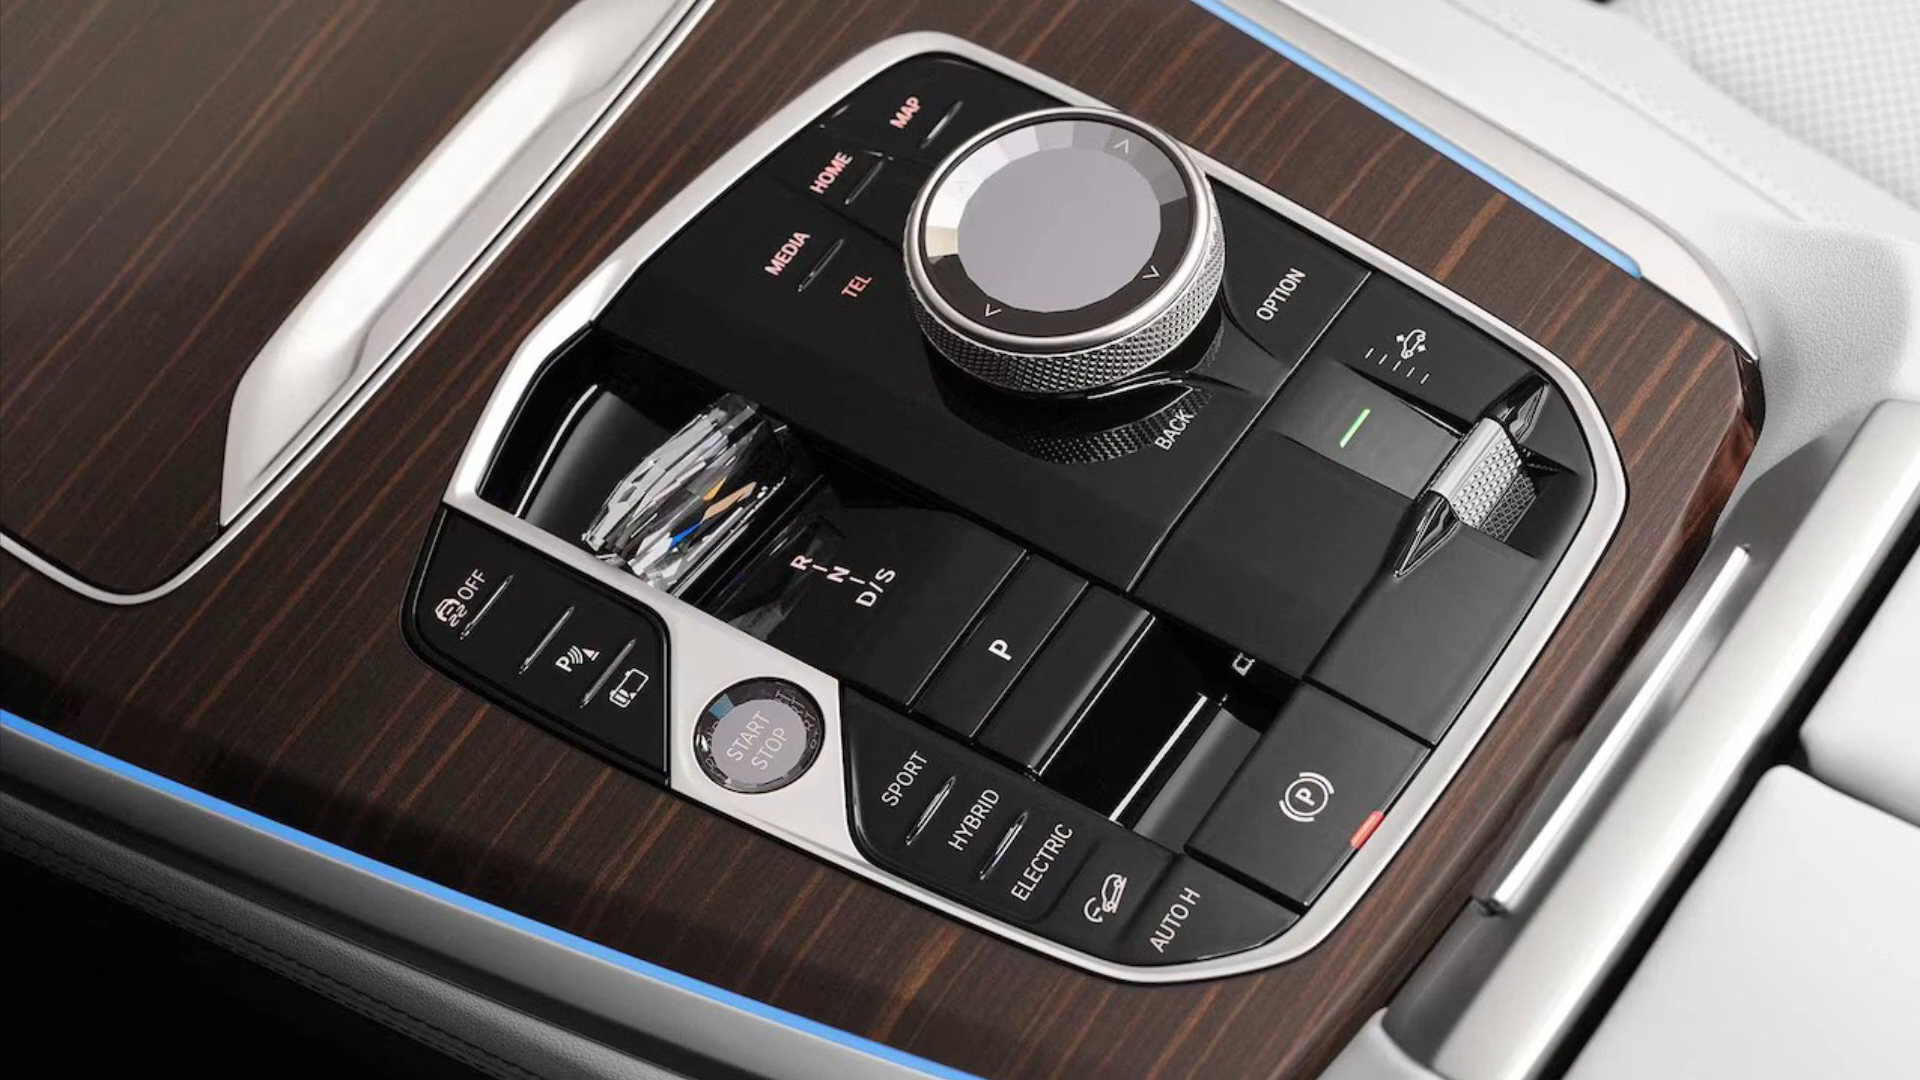 MAP
HOME
MEDIA
TEL
OPTION
BACK
R
N
D/S
P
OFF
P
START
STOP
SPORT
HYBRID
ELECTRIC
AUTO H
P